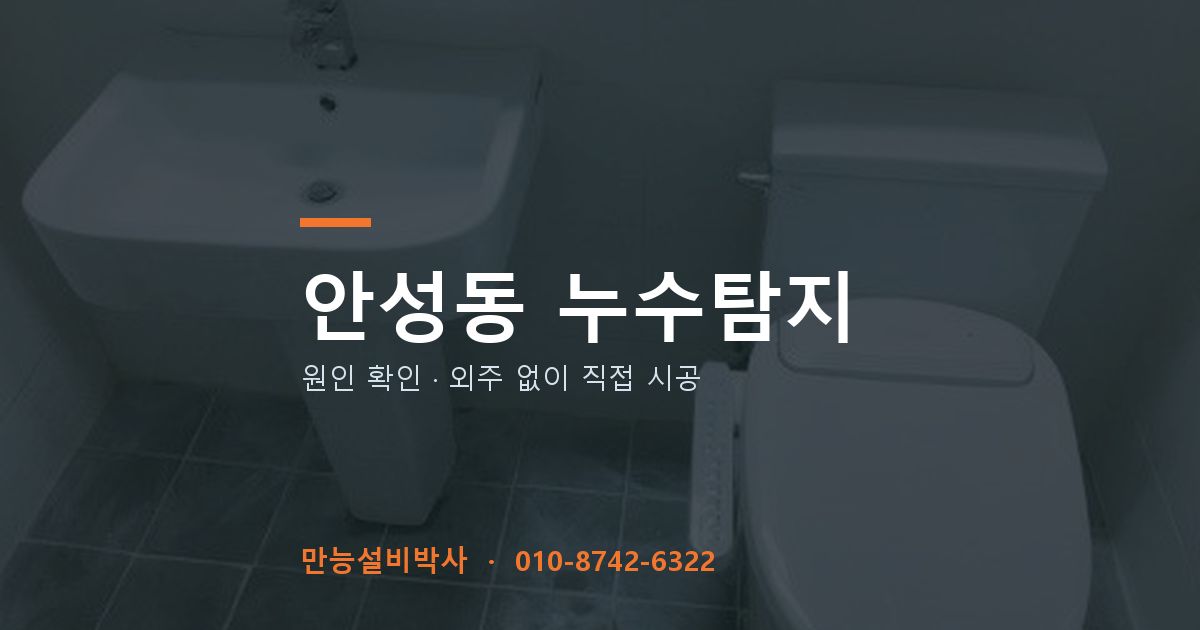 안성동 누수탐지
원인 확인 · 외주 없이 직접 시공
만능설비박사 · 010-8742-6322